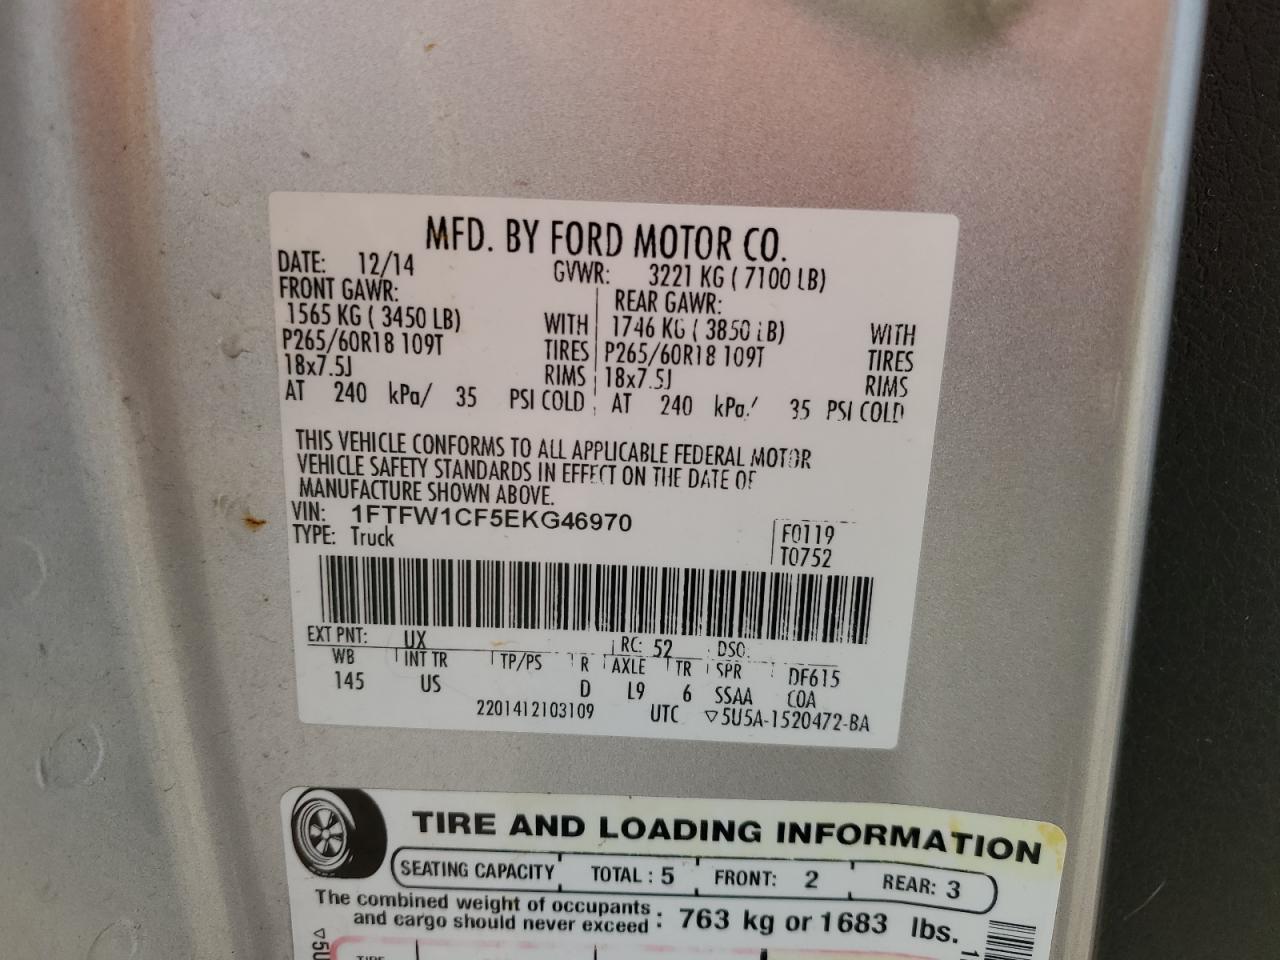 MFD. BY FORD MOTOR CO.
DATE: 12/14 GVWR: 3221 KG ( 7100 LB)
FRONT GAWR: REAR GAWR:
1565 KG ( 3450 LB) WITH 1746 KG ( 3850 LB) WITH
P265/60R18 109T TIRES P265/60R18 109T TIRES
18x7.5J RIMS 18x7.5J RIMS
AT 240 kPa/ 35 PSI COLD AT 240 kPa/ 35 PSI COLD
THIS VEHICLE CONFORMS TO ALL APPLICABLE FEDERAL MOTOR
VEHICLE SAFETY STANDARDS IN EFFECT ON THE DATE OF
MANUFACTURE SHOWN ABOVE.
VIN: 1FTFW1CF5EKG46970
TYPE: Truck
F0119
T0752
EXT PNT: UX RC: 52 DSO:
WB INT TR TP/PS R AXLE TR SPR DF615
145 US D L9 6 SSAA COA
2201412103109 UTC ▽5U5A-1520472-BA
TIRE AND LOADING INFORMATION
SEATING CAPACITY TOTAL : 5 FRONT: 2 REAR: 3
The combined weight of occupants
and cargo should never exceed : 763 kg or 1683 lbs.
▽5U